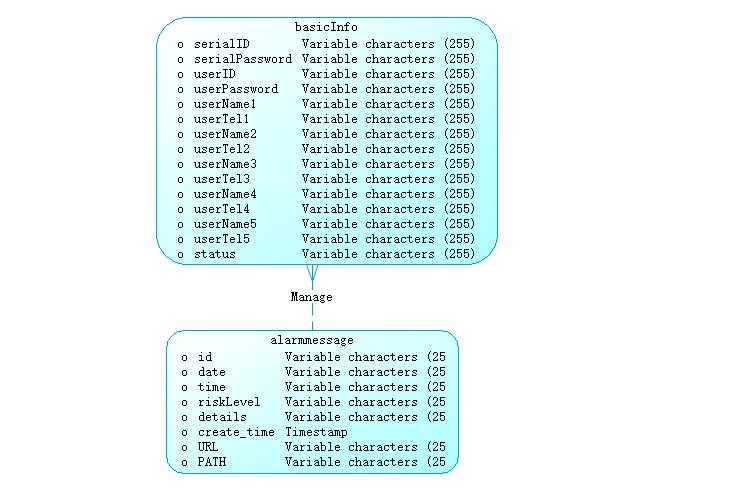 basicInfo
o serialID Variable characters (255)
o serialPassword Variable characters (255)
o userID Variable characters (255)
o userPassword Variable characters (255)
o userName1 Variable characters (255)
o userTel1 Variable characters (255)
o userName2 Variable characters (255)
o userTel2 Variable characters (255)
o userName3 Variable characters (255)
o userTel3 Variable characters (255)
o userName4 Variable characters (255)
o userTel4 Variable characters (255)
o userName5 Variable characters (255)
o userTel5 Variable characters (255)
o status Variable characters (255)
Manage
alarmmessage
o id Variable characters (25
o date Variable characters (25
o time Variable characters (25
o riskLevel Variable characters (25
o details Variable characters (25
o create_time Timestamp
o URL Variable characters (25
o PATH Variable characters (25